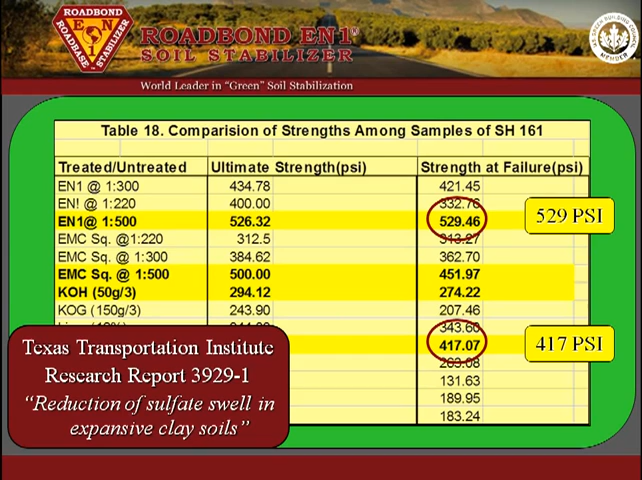 ROADBOND
EN1
ROADBASE STABILIZER
ROADBOND EN1
SOIL STABILIZER
World Leader in “Green” Soil Stabilization
MEMBER
Table 18. Comparision of Strengths Among Samples of SH 161
Treated/Untreated Ultimate Strength(psi) Strength at Failure(psi)
EN1 @ 1:300 434.78 421.45
EN! @ 1:220 400.00 332.76
EN1@ 1:500 526.32 529.46
529 PSI
EMC Sq. @1:220 312.5 313.27
EMC Sq. @ 1:300 384.62 362.70
EMC Sq. @ 1:500 500.00 451.97
KOH (50g/3) 294.12 274.22
KOG (150g/3) 243.90 207.46
343.60
417.07
417 PSI
263.08
131.63
189.95
183.24
Texas Transportation Institute
Research Report 3929-1
“Reduction of sulfate swell in
expansive clay soils”